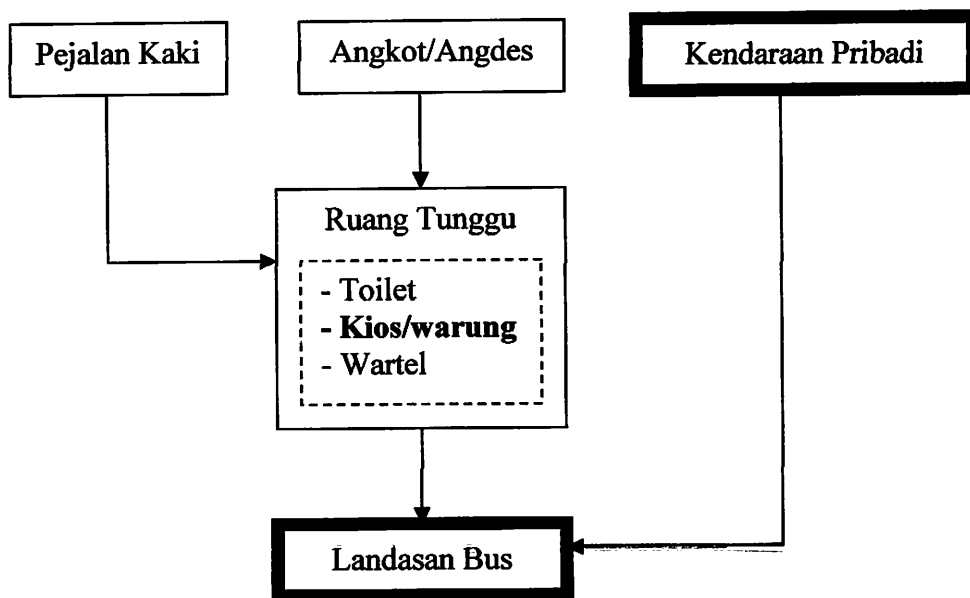 Pejalan Kaki
Angkot/Angdes
Kendaraan Pribadi
Ruang Tunggu
- Toilet
- Kios/warung
- Wartel
Landasan Bus